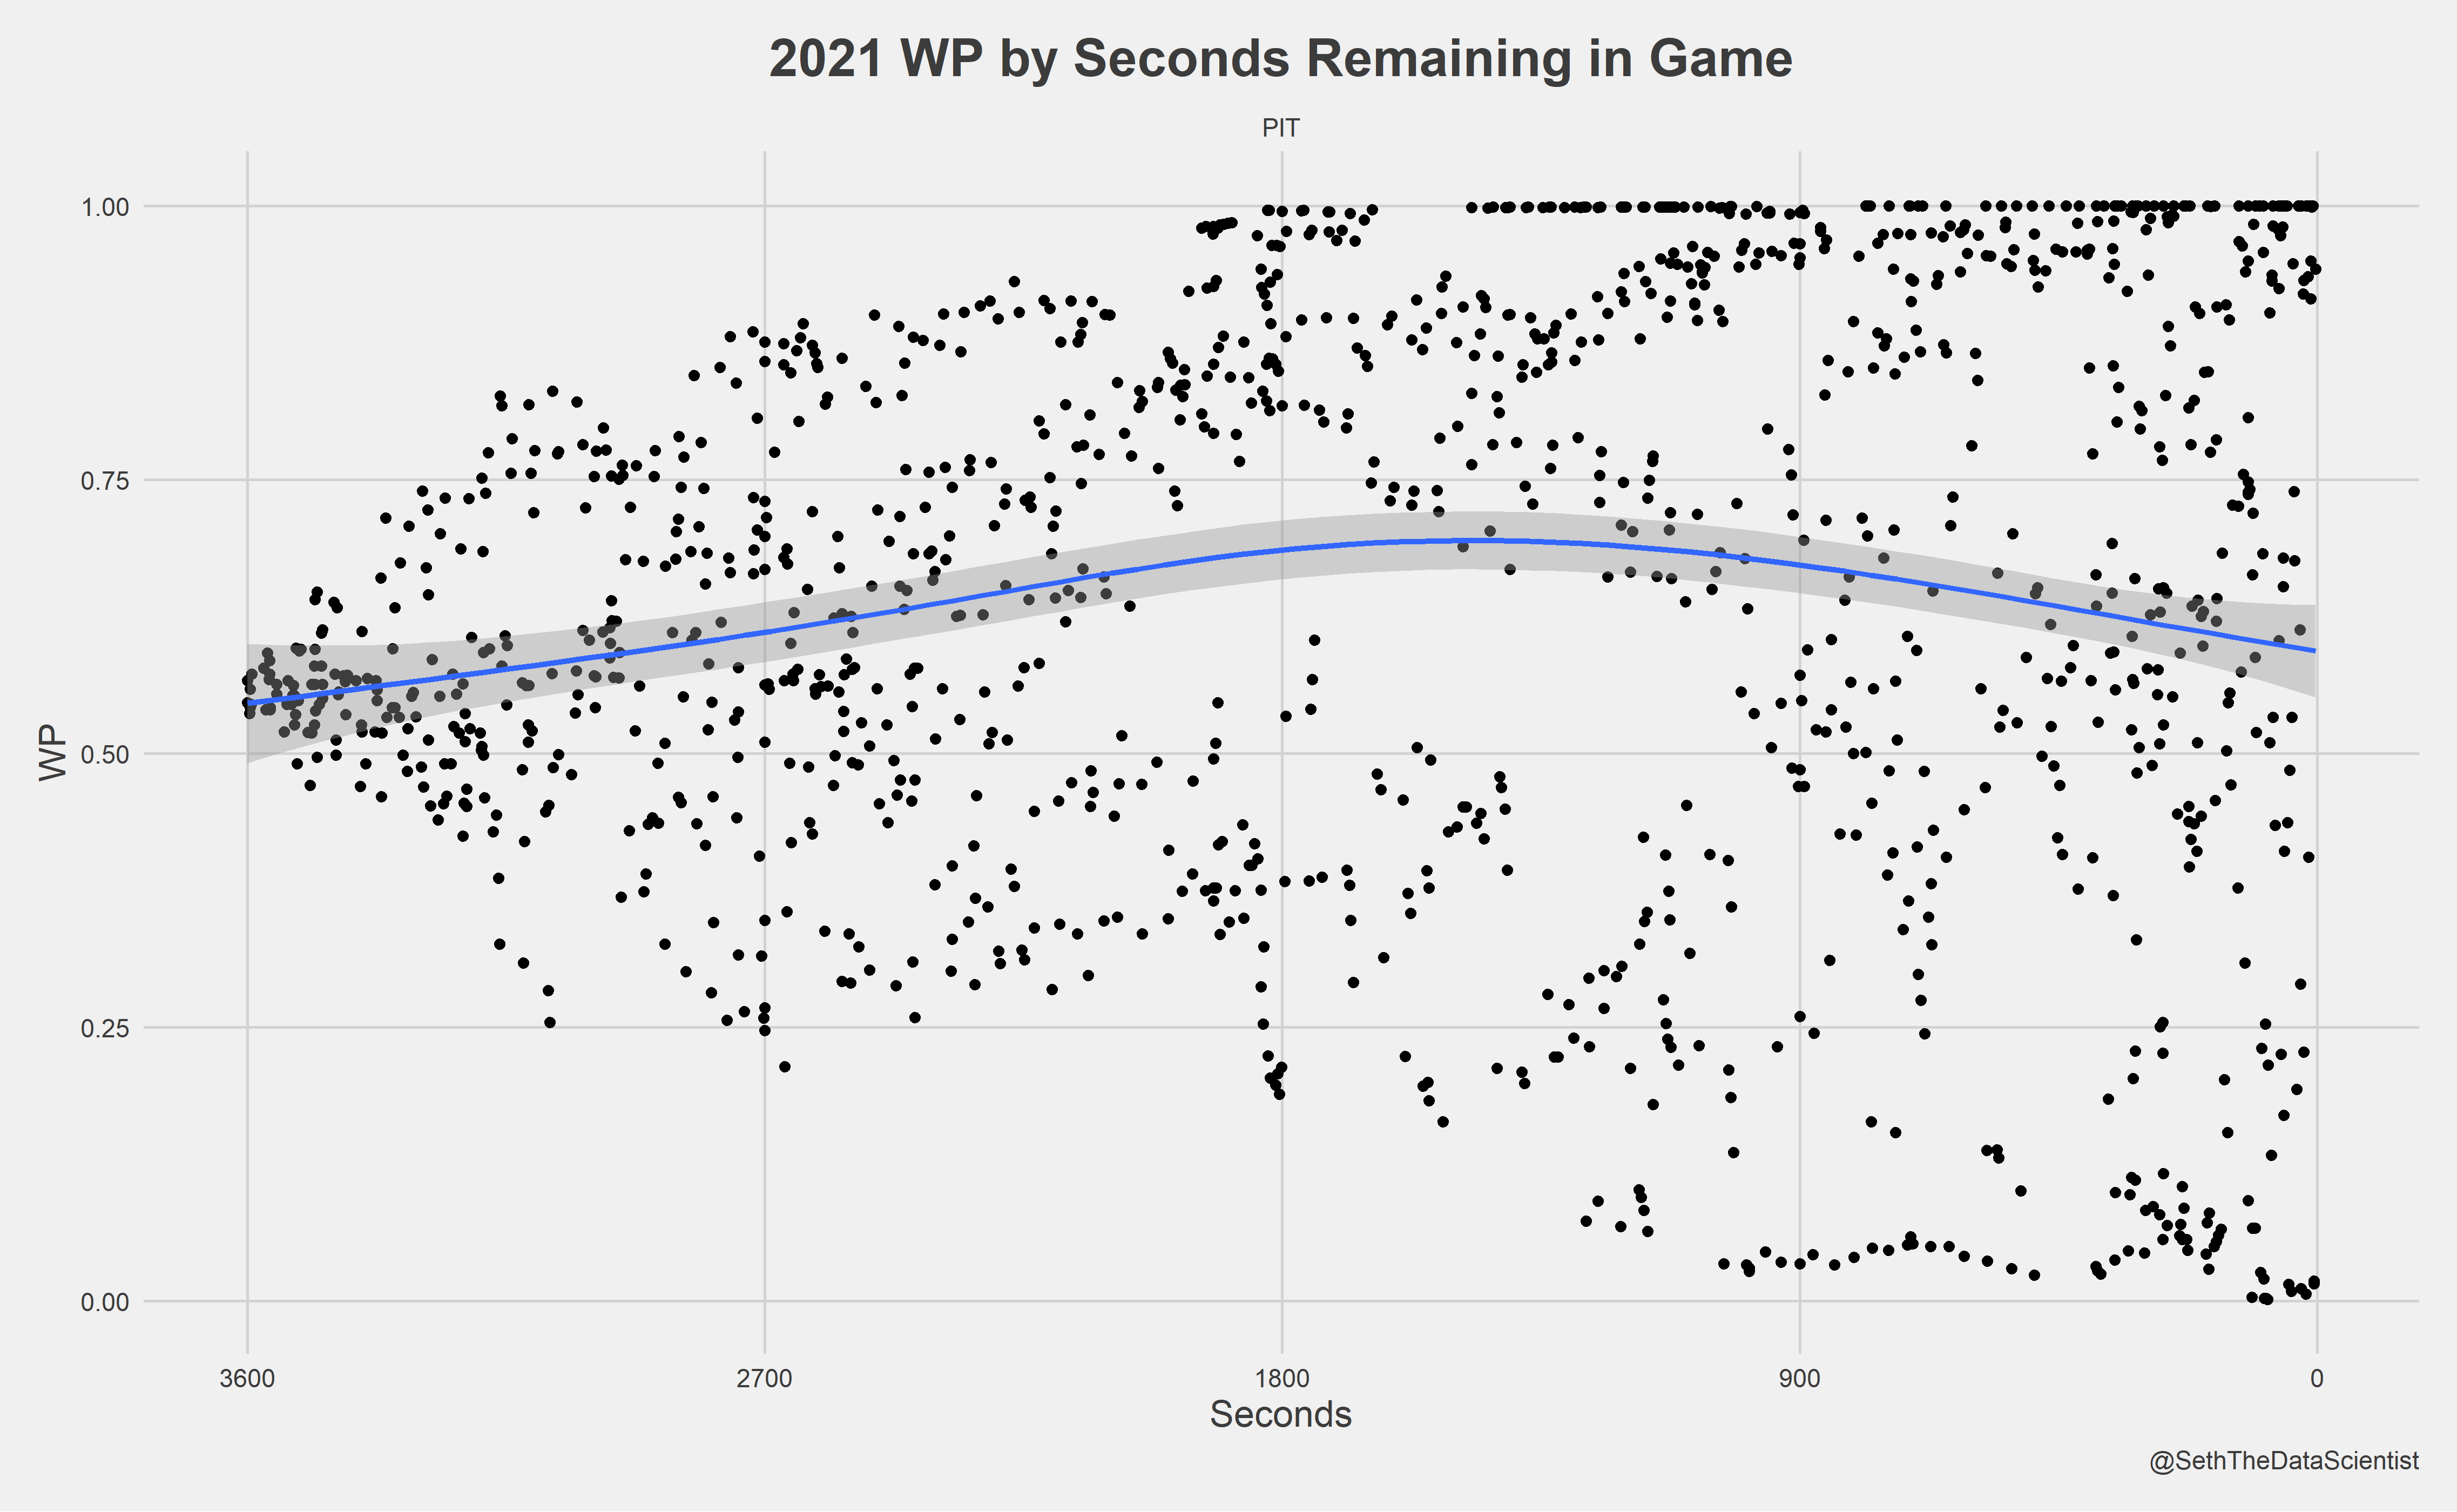 2021 WP by Seconds Remaining in Game
PIT
1.00
0.75
0.50
0.25
0.00
WP
3600 2700 1800 900 0
Seconds
@SethTheDataScientist